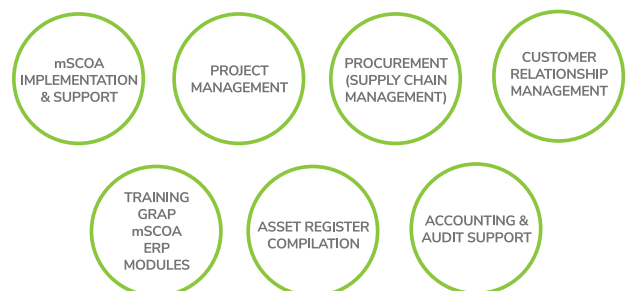 mSCOA
IMPLEMENTATION
& SUPPORT
PROJECT
MANAGEMENT
PROCUREMENT
(SUPPLY CHAIN
MANAGEMENT)
CUSTOMER
RELATIONSHIP
MANAGEMENT
TRAINING
GRAP
mSCOA
ERP
MODULES
ASSET REGISTER
COMPILATION
ACCOUNTING &
AUDIT SUPPORT